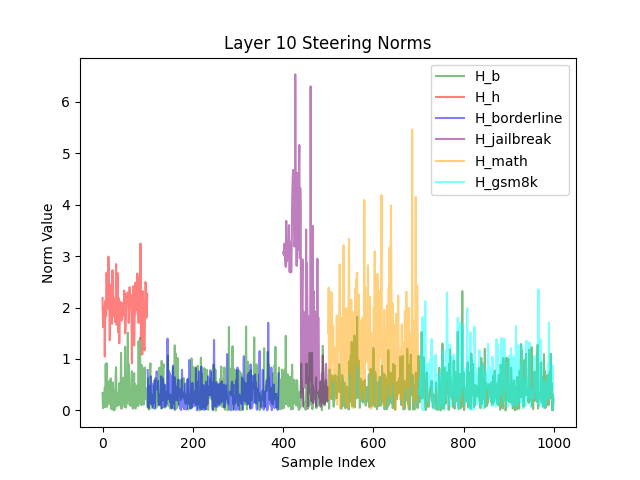 Layer 10 Steering Norms
H_b
H_h
H_borderline
H_jailbreak
H_math
H_gsm8k
Norm Value
6
5
4
3
2
1
0
0 200 400 600 800 1000
Sample Index